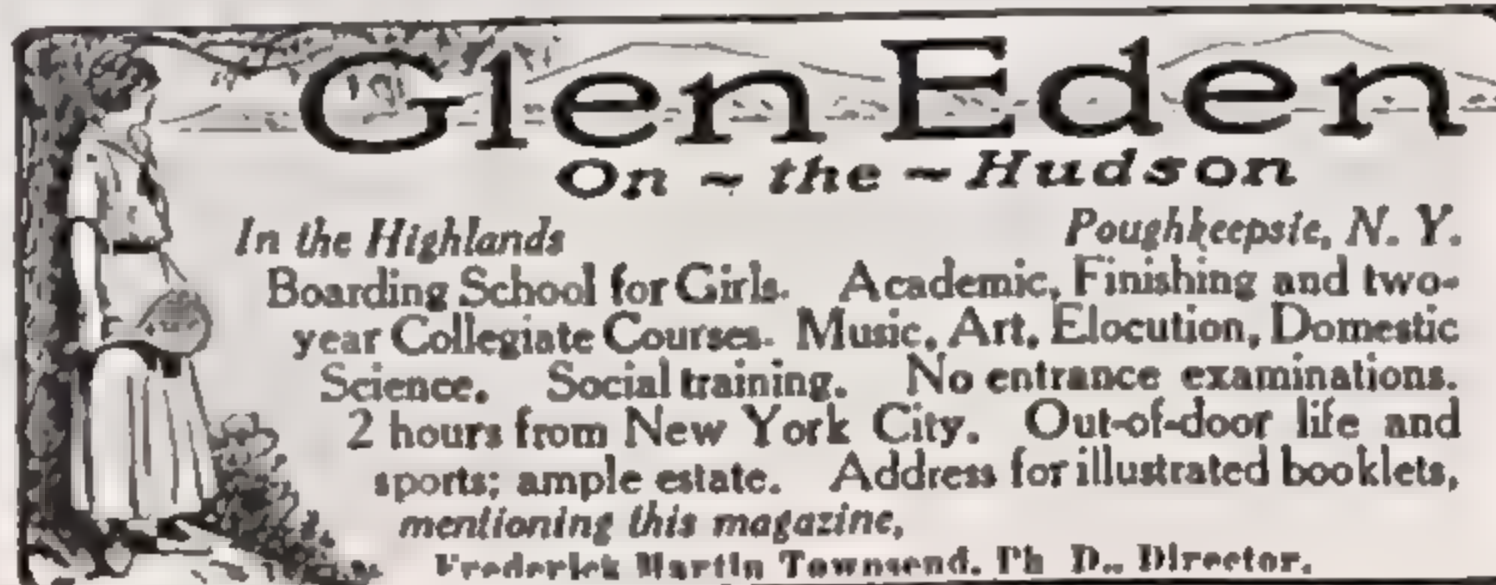 Glen Eden
On ~ the ~ Hudson
In the Highlands Poughkeepsie, N. Y.
Boarding School for Girls. Academic, Finishing and two-
year Collegiate Courses. Music, Art, Elocution, Domestic
Science. Social training. No entrance examinations.
2 hours from New York City. Out-of-door life and
sports; ample estate. Address for illustrated booklets,
mentioning this magazine,
Frederick Martin Townsend, Ph. D., Director.